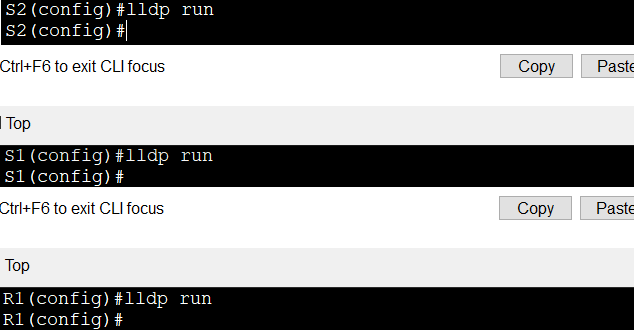 S2(config)#lldp run
S2(config)#
Ctrl+F6 to exit CLI focus
Copy
Paste
Top
S1(config)#lldp run
S1(config)#
Ctrl+F6 to exit CLI focus
Copy
Paste
Top
R1(config)#lldp run
R1(config)#